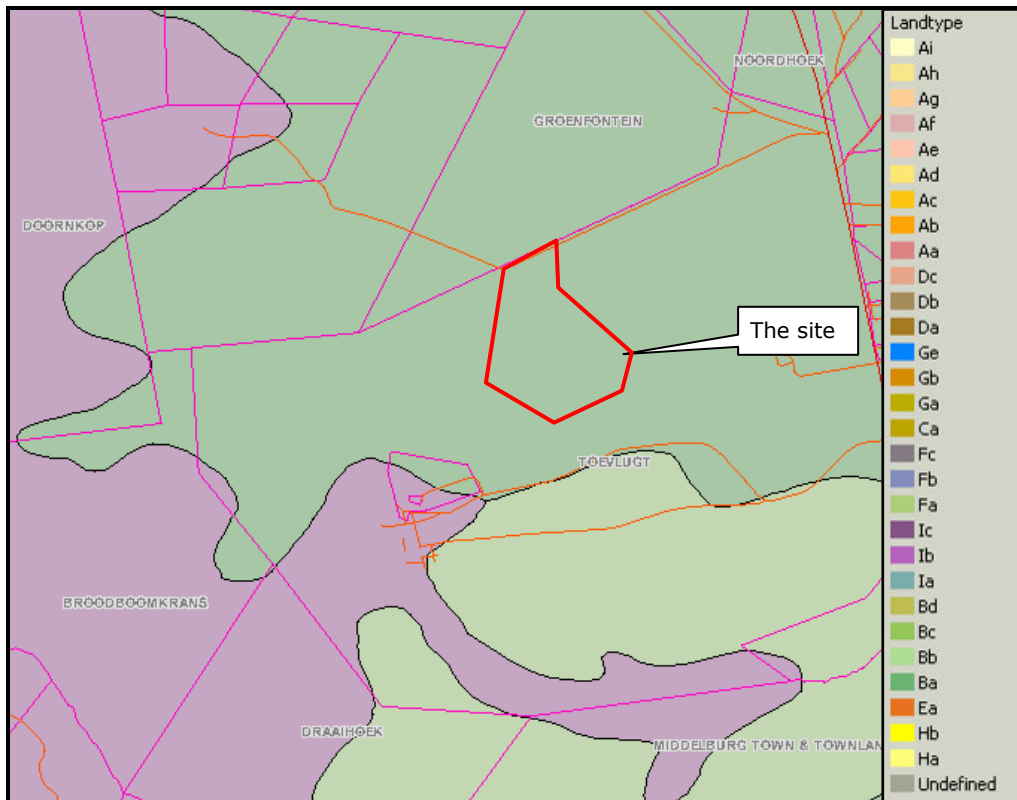 NOORDHOEK
GROENFONTEIN
DOORNKOP
The site
TOEVLUGT
BROODBOOMKRANS
DRAAIHOEK
MIDDELBURG TOWN & TOWNLAN
Landtype
Ai
Ah
Ag
Af
Ae
Ad
Ac
Ab
Aa
Dc
Db
Da
Ge
Gb
Ga
Ca
Fc
Fb
Fa
Ic
Ib
Ia
Bd
Bc
Bb
Ba
Ea
Hb
Ha
Undefined